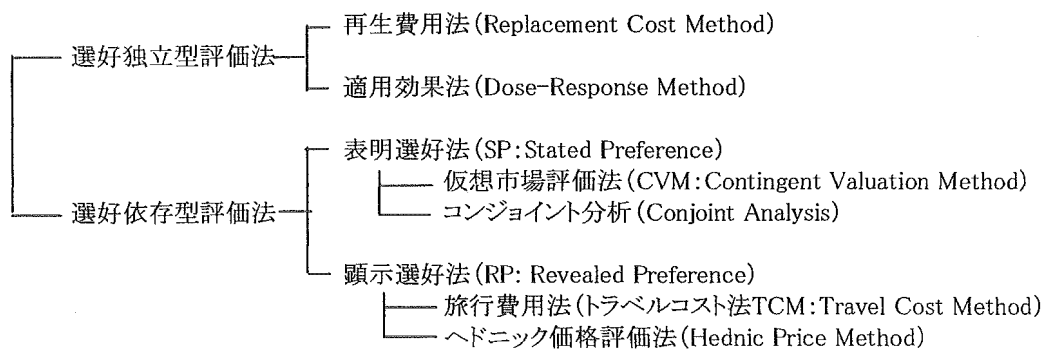 再生費用法(Replacement Cost Method)
選好独立型評価法
適用効果法(Dose-Response Method)
表明選好法(SP:Stated Preference)
仮想市場評価法(CVM:Contingent Valuation Method)
コンジョイント分析(Conjoint Analysis)
選好依存型評価法
顕示選好法(RP: Revealed Preference)
旅行費用法(トラベルコスト法TCM:Travel Cost Method)
ヘドニック価格評価法(Hednic Price Method)